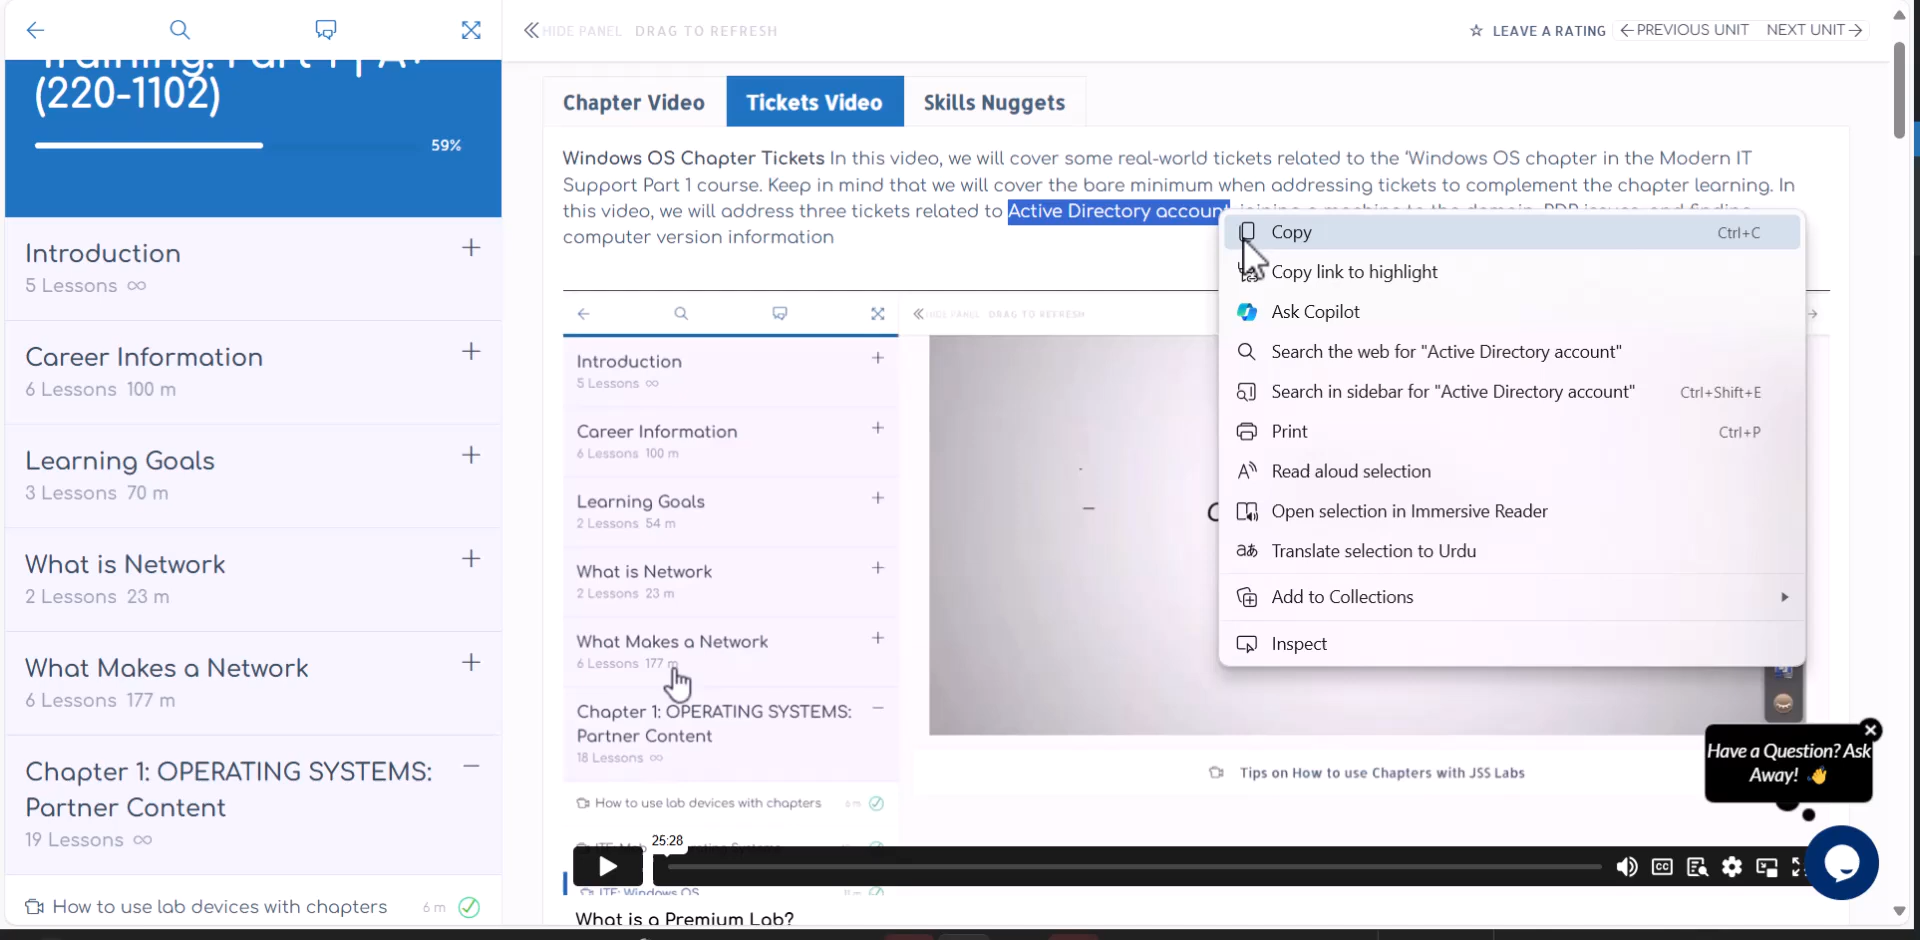 (220-1102)
59%
Introduction
5 Lessons ∞
Career Information
6 Lessons 100 m
Learning Goals
3 Lessons 70 m
What is Network
2 Lessons 23 m
What Makes a Network
6 Lessons 177 m
Chapter 1: OPERATING SYSTEMS:
Partner Content
19 Lessons ∞
How to use lab devices with chapters 6 m
HIDE PANEL DRAG TO REFRESH
LEAVE A RATING
PREVIOUS UNIT
NEXT UNIT
Chapter Video
Tickets Video
Skills Nuggets
Windows OS Chapter Tickets In this video, we will cover some real-world tickets related to the 'Windows OS chapter in the Modern IT
Support Part 1 course. Keep in mind that we will cover the bare minimum when addressing tickets to complement the chapter learning. In
this video, we will address three tickets related to Active Directory account
computer version information
Copy Ctrl+C
Copy link to highlight
Ask Copilot
Search the web for "Active Directory account"
Search in sidebar for "Active Directory account" Ctrl+Shift+E
Print Ctrl+P
Read aloud selection
Open selection in Immersive Reader
Translate selection to Urdu
Add to Collections
Inspect
HIDE PANEL DRAG TO REFRESH
Introduction
5 Lessons ∞
Career Information
6 Lessons 100 m
Learning Goals
2 Lessons 54 m
What is Network
2 Lessons 23 m
What Makes a Network
6 Lessons 177 m
Chapter 1: OPERATING SYSTEMS:
Partner Content
18 Lessons ∞
How to use lab devices with chapters 6 m
Tips on How to use Chapters with JSS Labs
25:28
CC
Have a Question? Ask
Away! 👋
What is a Premium Lab?